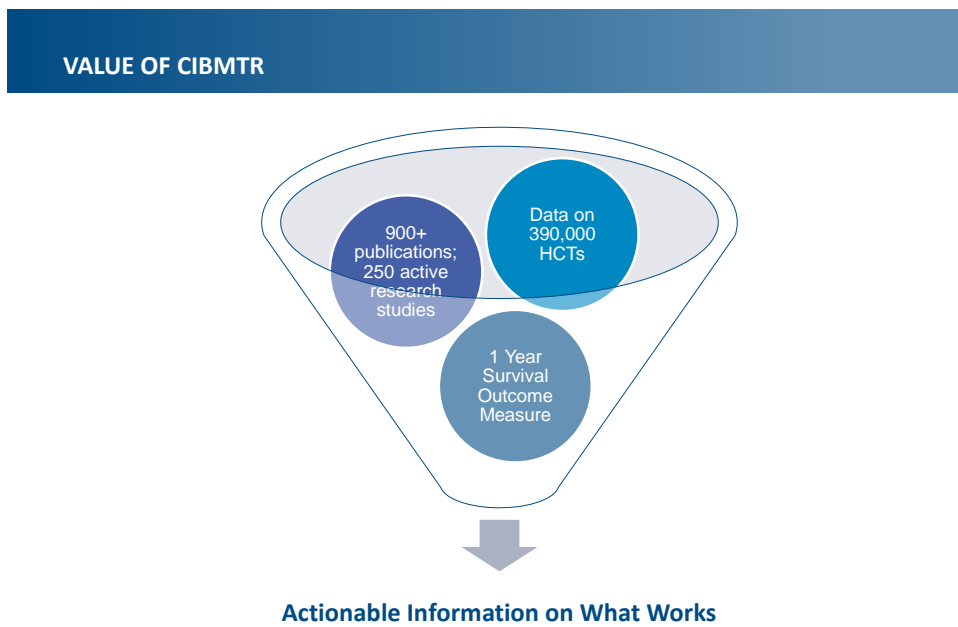 VALUE OF CIBMTR
900+
publications;
250 active
research
studies
Data on
390,000
HCTs
1 Year
Survival
Outcome
Measure
Actionable Information on What Works